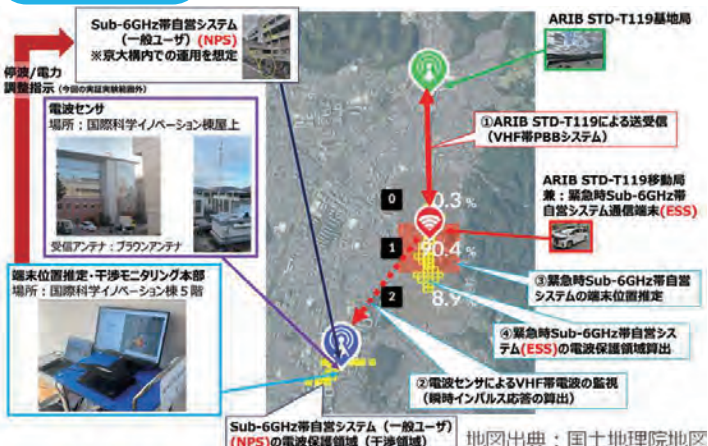 Sub-6GHz帯自営システム
（一般ユーザ）(NPS)
※京大構内での運用を想定
停波/電力
調整指示 (今回の実証実験範囲外)
電波センサ
場所：国際科学イノベーション棟屋上
受信アンテナ：ブラウンアンテナ
端末位置推定・干渉モニタリング本部
場所：国際科学イノベーション棟５階
ARIB STD-T119基地局
①ARIB STD-T119による送受信
（VHF帯PBBシステム）
ARIB STD-T119移動局
兼：緊急時Sub-6GHz帯
自営システム通信端末(ESS)
0
0.3 %
1
90.4 %
2
8.9 %
③緊急時Sub-6GHz帯自営
システムの端末位置推定
④緊急時Sub-6GHz帯自営シス
テム(ESS)の電波保護領域算出
②電波センサによるVHF帯電波の監視
（瞬時インパルス応答の算出）
Sub-6GHz帯自営システム（一般ユーザ）
(NPS)の電波保護領域（干渉領域）
地図出典：国土地理院地図